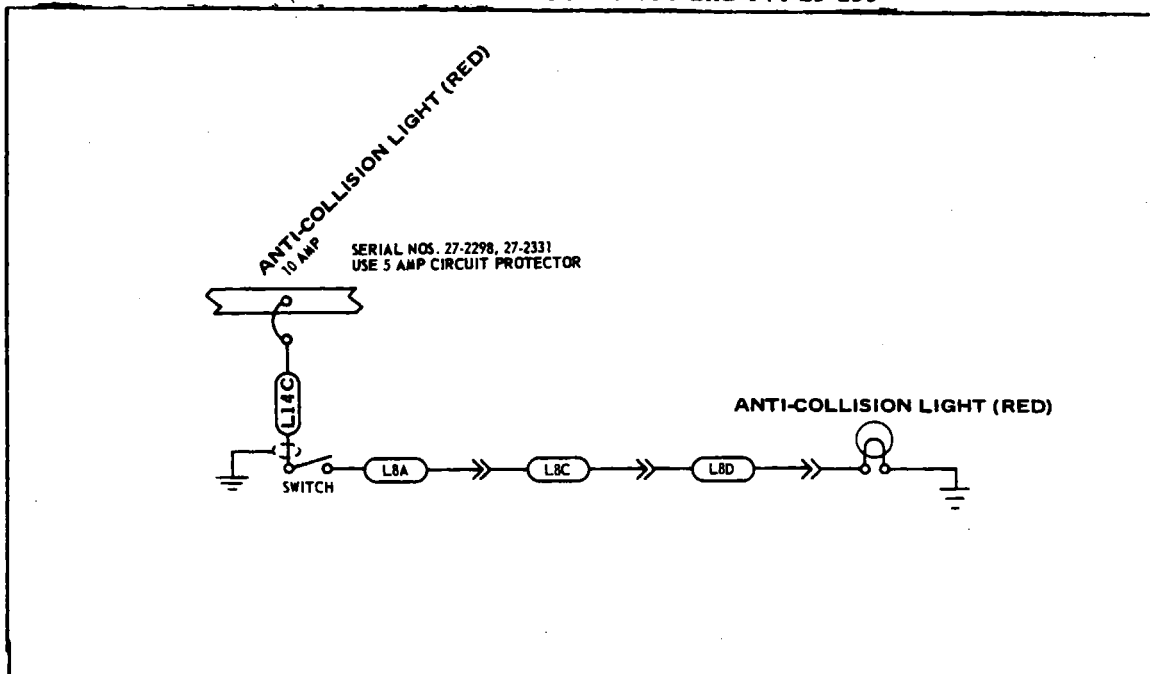 ANTI-COLLISION LIGHT (RED)
10 AMP
SERIAL NOS. 27-2298, 27-2331
USE 5 AMP CIRCUIT PROTECTOR
L14C
ANTI-COLLISION LIGHT (RED)
SWITCH
L8A
L8C
L8D